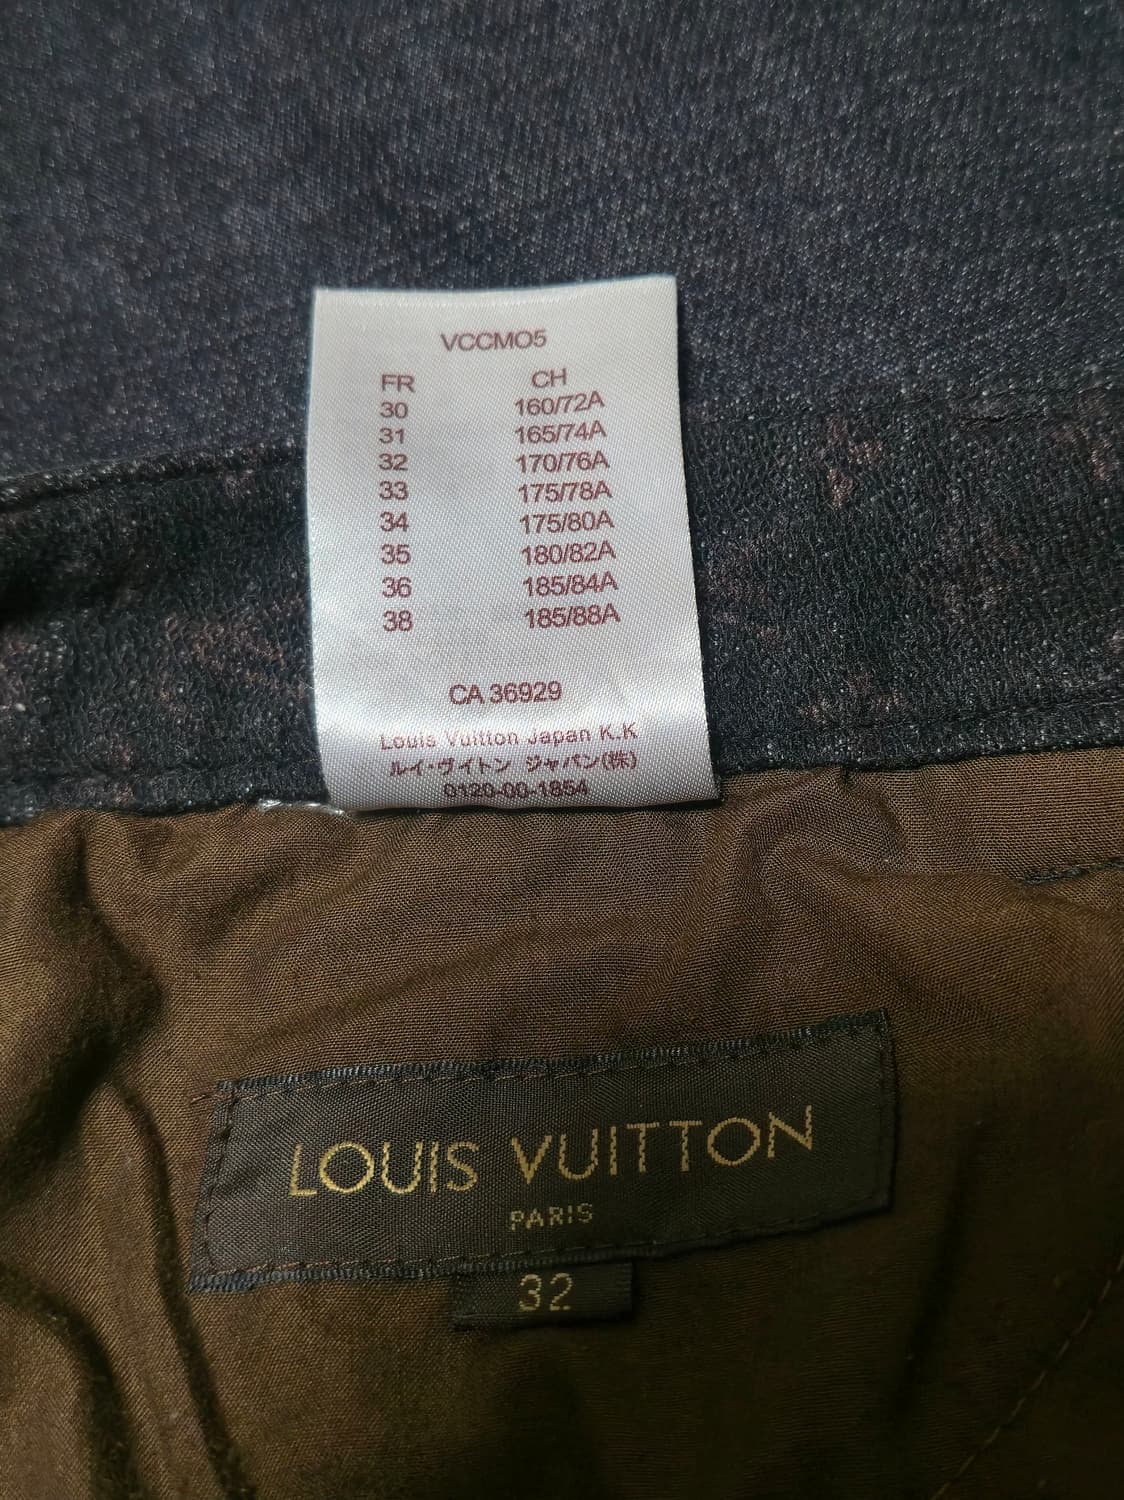 VCCMO5
FR CH
30 160/72A
31 165/74A
32 170/76A
33 175/78A
34 175/80A
35 180/82A
36 185/84A
38 185/88A
CA 36929
Louis Vuitton Japan K.K
ルイ・ヴイトン ジャパン(株)
0120-00-1854
LOUIS VUITTON
PARIS
32